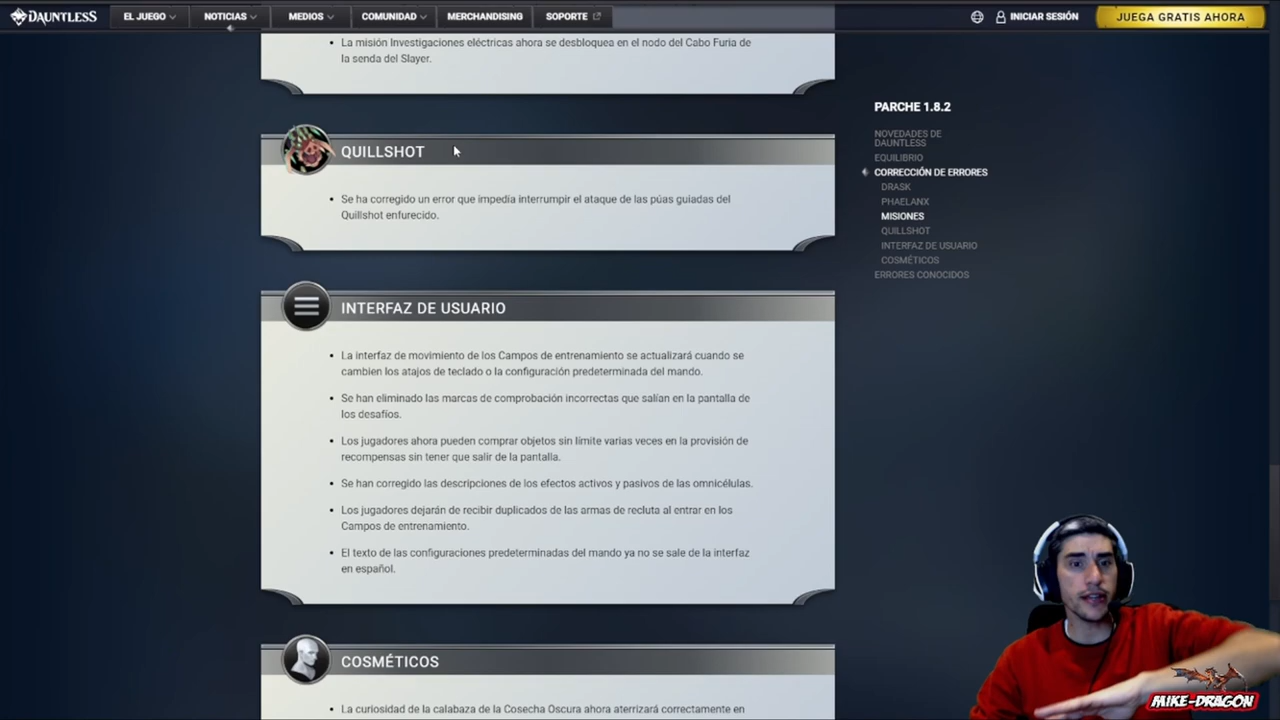 DAUNTLESS
EL JUEGO
NOTICIAS
MEDIOS
COMUNIDAD
MERCHANDISING
SOPORTE
INICIAR SESIÓN
JUEGA GRATIS AHORA
• La misión Investigaciones eléctricas ahora se desbloquea en el nodo del Cabo Furia de
la senda del Slayer.
QUILLSHOT
• Se ha corregido un error que impedía interrumpir el ataque de las púas guiadas del
Quillshot enfurecido.
INTERFAZ DE USUARIO
• La interfaz de movimiento de los Campos de entrenamiento se actualizará cuando se
cambien los atajos de teclado o la configuración predeterminada del mando.
• Se han eliminado las marcas de comprobación incorrectas que salían en la pantalla de
los desafíos.
• Los jugadores ahora pueden comprar objetos sin límite varias veces en la provisión de
recompensas sin tener que salir de la pantalla.
• Se han corregido las descripciones de los efectos activos y pasivos de las omnicélulas.
• Los jugadores dejarán de recibir duplicados de las armas de recluta al entrar en los
Campos de entrenamiento.
• El texto de las configuraciones predeterminadas del mando ya no se sale de la interfaz
en español.
COSMÉTICOS
• La curiosidad de la calabaza de la Cosecha Oscura ahora aterrizará correctamente en
PARCHE 1.8.2
NOVEDADES DE
DAUNTLESS
EQUILIBRIO
CORRECCIÓN DE ERRORES
DRASK
PHAELANX
MISIONES
QUILLSHOT
INTERFAZ DE USUARIO
COSMÉTICOS
ERRORES CONOCIDOS
MIKE-DRAGON